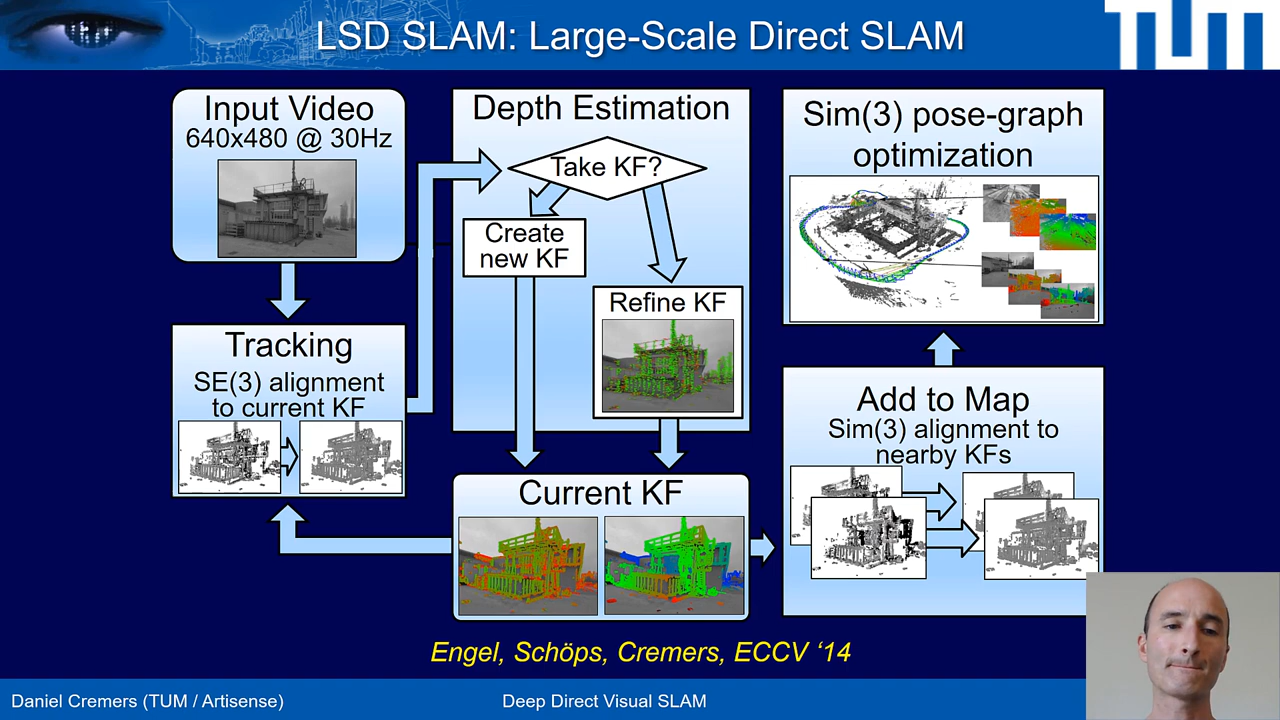 LSD SLAM: Large-Scale Direct SLAM
TUM
Input Video
640x480 @ 30Hz
Tracking
SE(3) alignment
to current KF
Depth Estimation
Take KF?
Create
new KF
Refine KF
Current KF
Sim(3) pose-graph
optimization
Add to Map
Sim(3) alignment to
nearby KFs
Engel, Schöps, Cremers, ECCV ‘14
Daniel Cremers (TUM / Artisense)
Deep Direct Visual SLAM